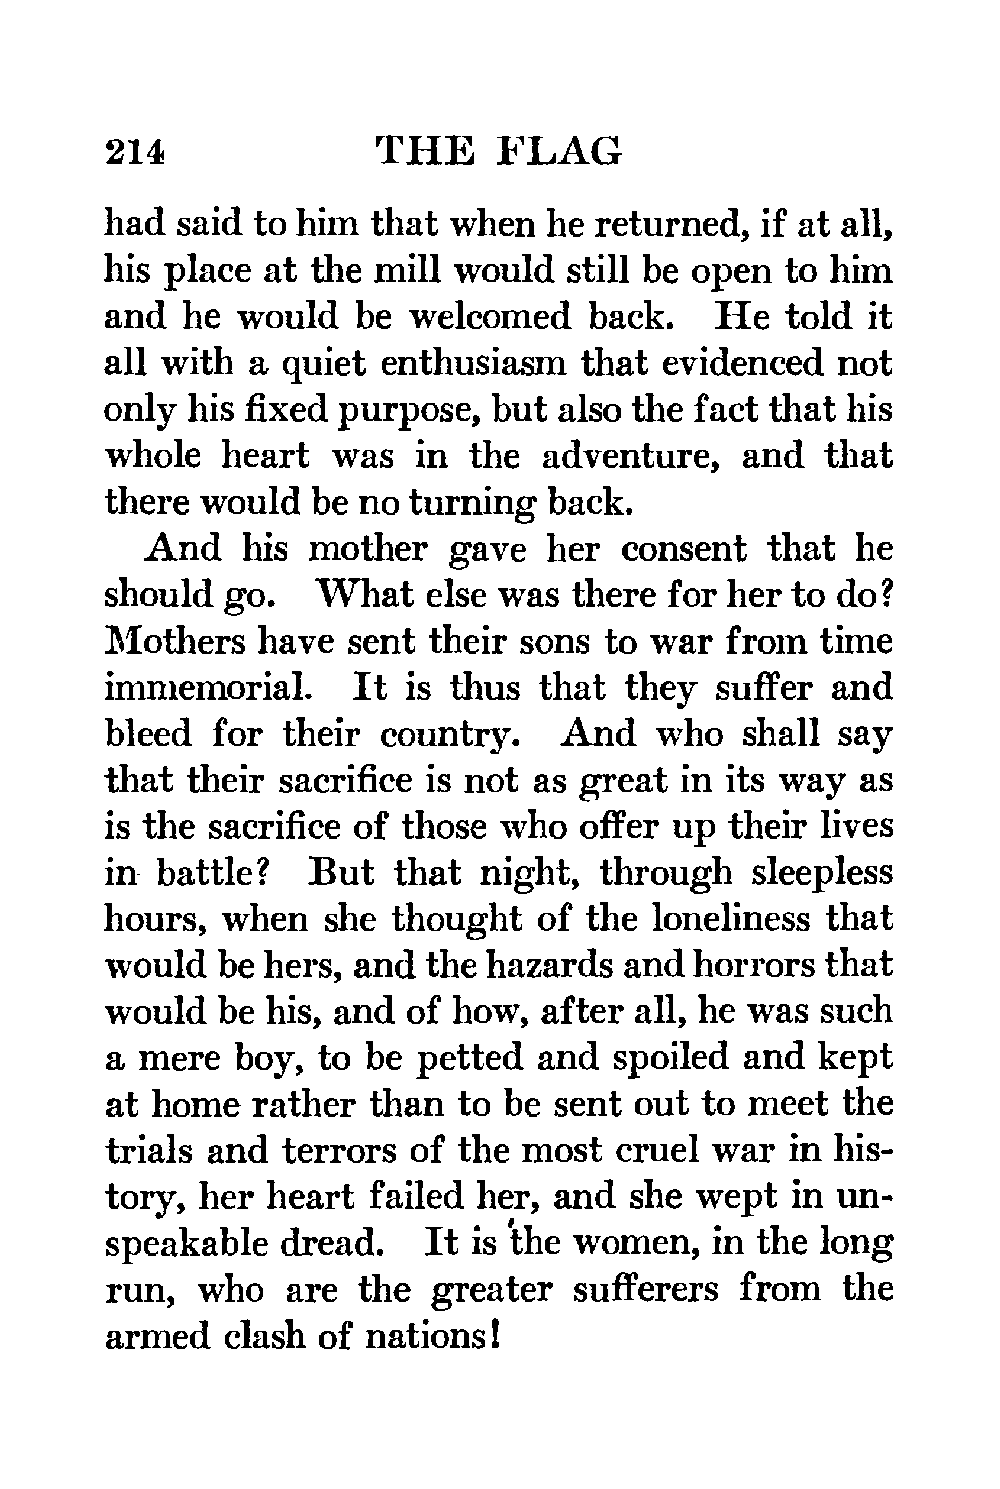 214 THE FLAG
had said to him that when he returned, if at all,
his place at the mill would still be open to him
and he would be welcomed back. He told it
all with a quiet enthusiasm that evidenced not
only his fixed purpose, but also the fact that his
whole heart was in the adventure, and that
there would be no turning back.
And his mother gave her consent that he
should go. What else was there for her to do?
Mothers have sent their sons to war from time
immemorial. It is thus that they suffer and
bleed for their country. And who shall say
that their sacrifice is not as great in its way as
is the sacrifice of those who offer up their lives
in battle? But that night, through sleepless
hours, when she thought of the loneliness that
would be hers, and the hazards and horrors that
would be his, and of how, after all, he was such
a mere boy, to be petted and spoiled and kept
at home rather than to be sent out to meet the
trials and terrors of the most cruel war in his-
tory, her heart failed her, and she wept in un-
speakable dread. It is the women, in the long
run, who are the greater sufferers from the
armed clash of nations!